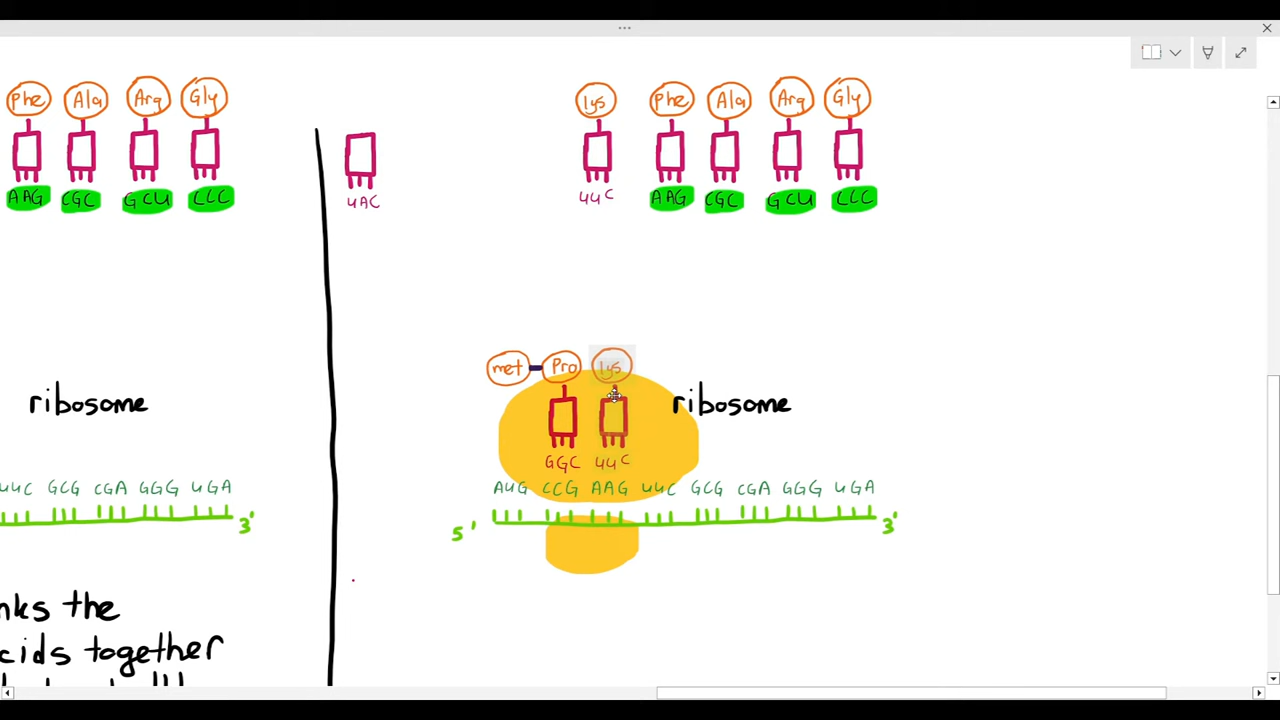 Phe Ala Arg Gly
AAG CGC GCU CCC
lys Phe Ala Arg Gly
UAC UUC AAG CGC GCU CCC
met Pro lys
ribosome
ribosome
GGC UUC
UUC GCG CGA GGG UGA
3'
AUG CCG AAG UUC GCG CGA GGG UGA
5' 3'
nks the
cids together